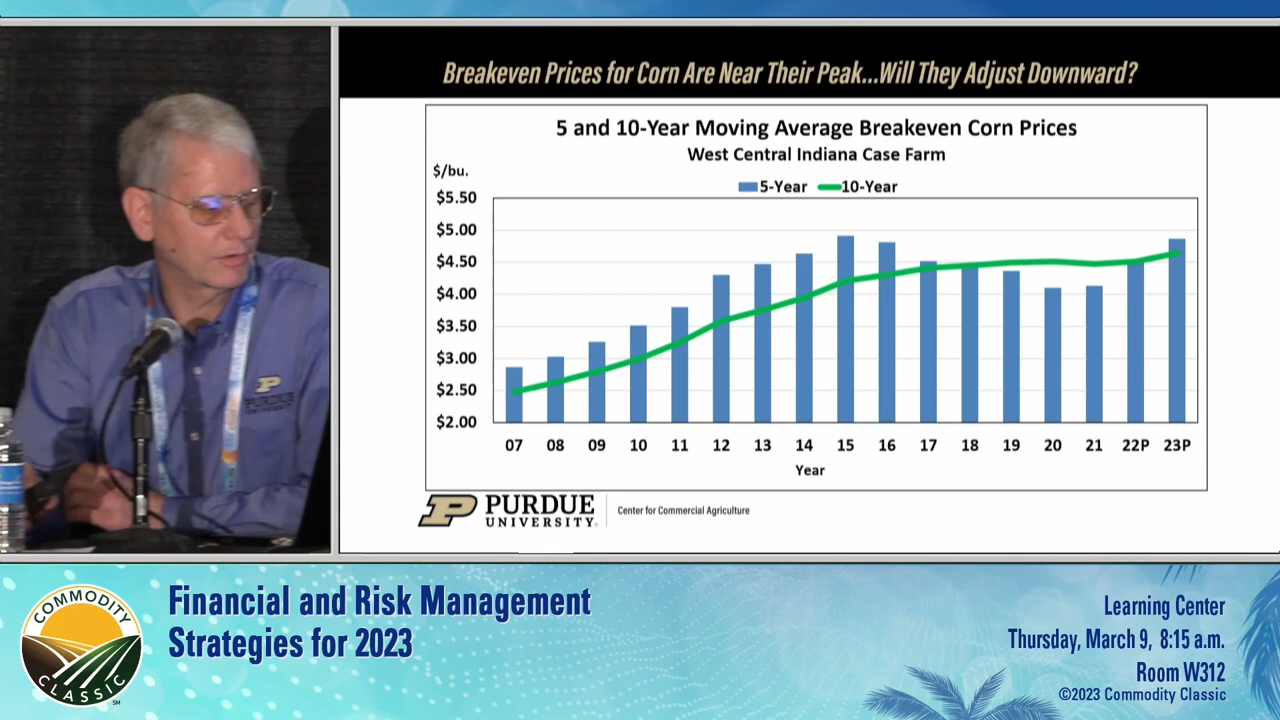 Breakeven Prices for Corn Are Near Their Peak...Will They Adjust Downward?
5 and 10-Year Moving Average Breakeven Corn Prices
West Central Indiana Case Farm
$/bu.
5-Year 10-Year
$5.50
$5.00
$4.50
$4.00
$3.50
$3.00
$2.50
$2.00
07 08 09 10 11 12 13 14 15 16 17 18 19 20 21 22P 23P
Year
P PURDUE
UNIVERSITY®
Center for Commercial Agriculture
P
PURDUE
UNIVERSITY
COMMODITY
CLASSIC
SM
Financial and Risk Management
Strategies for 2023
Learning Center
Thursday, March 9, 8:15 a.m.
Room W312
©2023 Commodity Classic